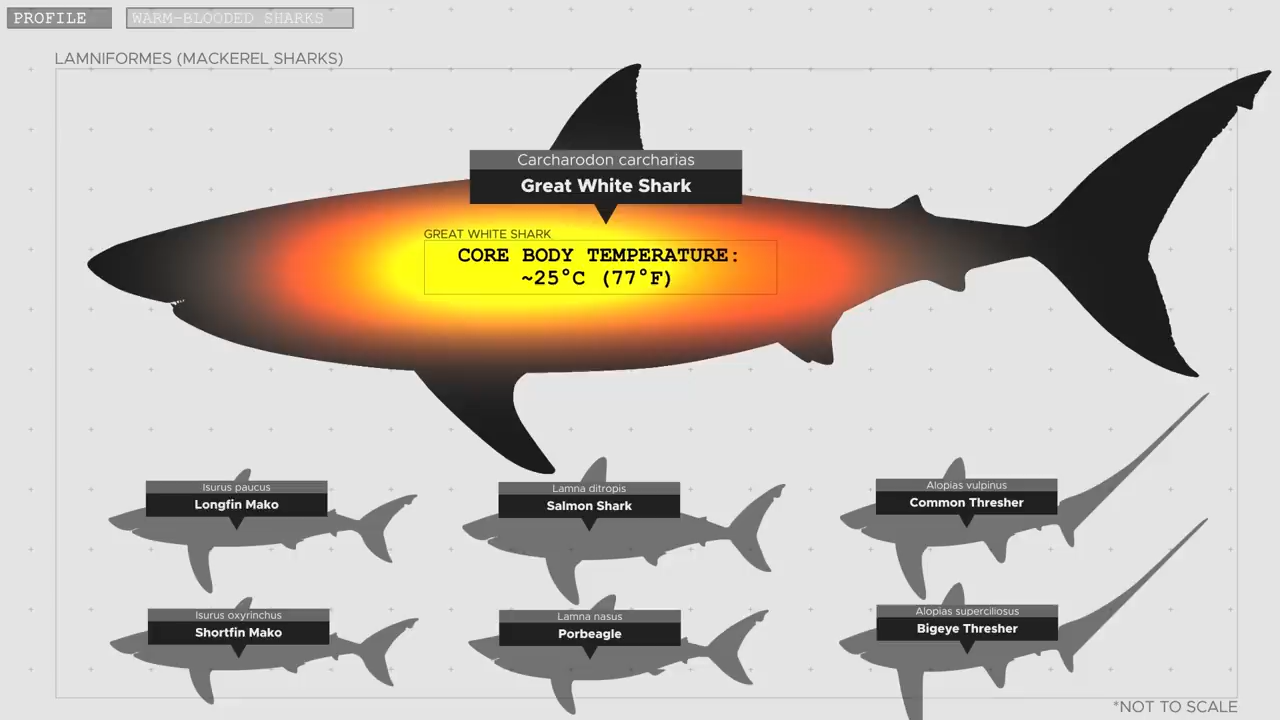 PROFILE
WARM-BLOODED SHARKS
LAMNIFORMES (MACKEREL SHARKS)
Carcharodon carcharias
Great White Shark
GREAT WHITE SHARK
CORE BODY TEMPERATURE:
~25°C (77°F)
Isurus paucus
Longfin Mako
Lamna ditropis
Salmon Shark
Alopias vulpinus
Common Thresher
Isurus oxyrinchus
Shortfin Mako
Lamna nasus
Porbeagle
Alopias superciliosus
Bigeye Thresher
*NOT TO SCALE